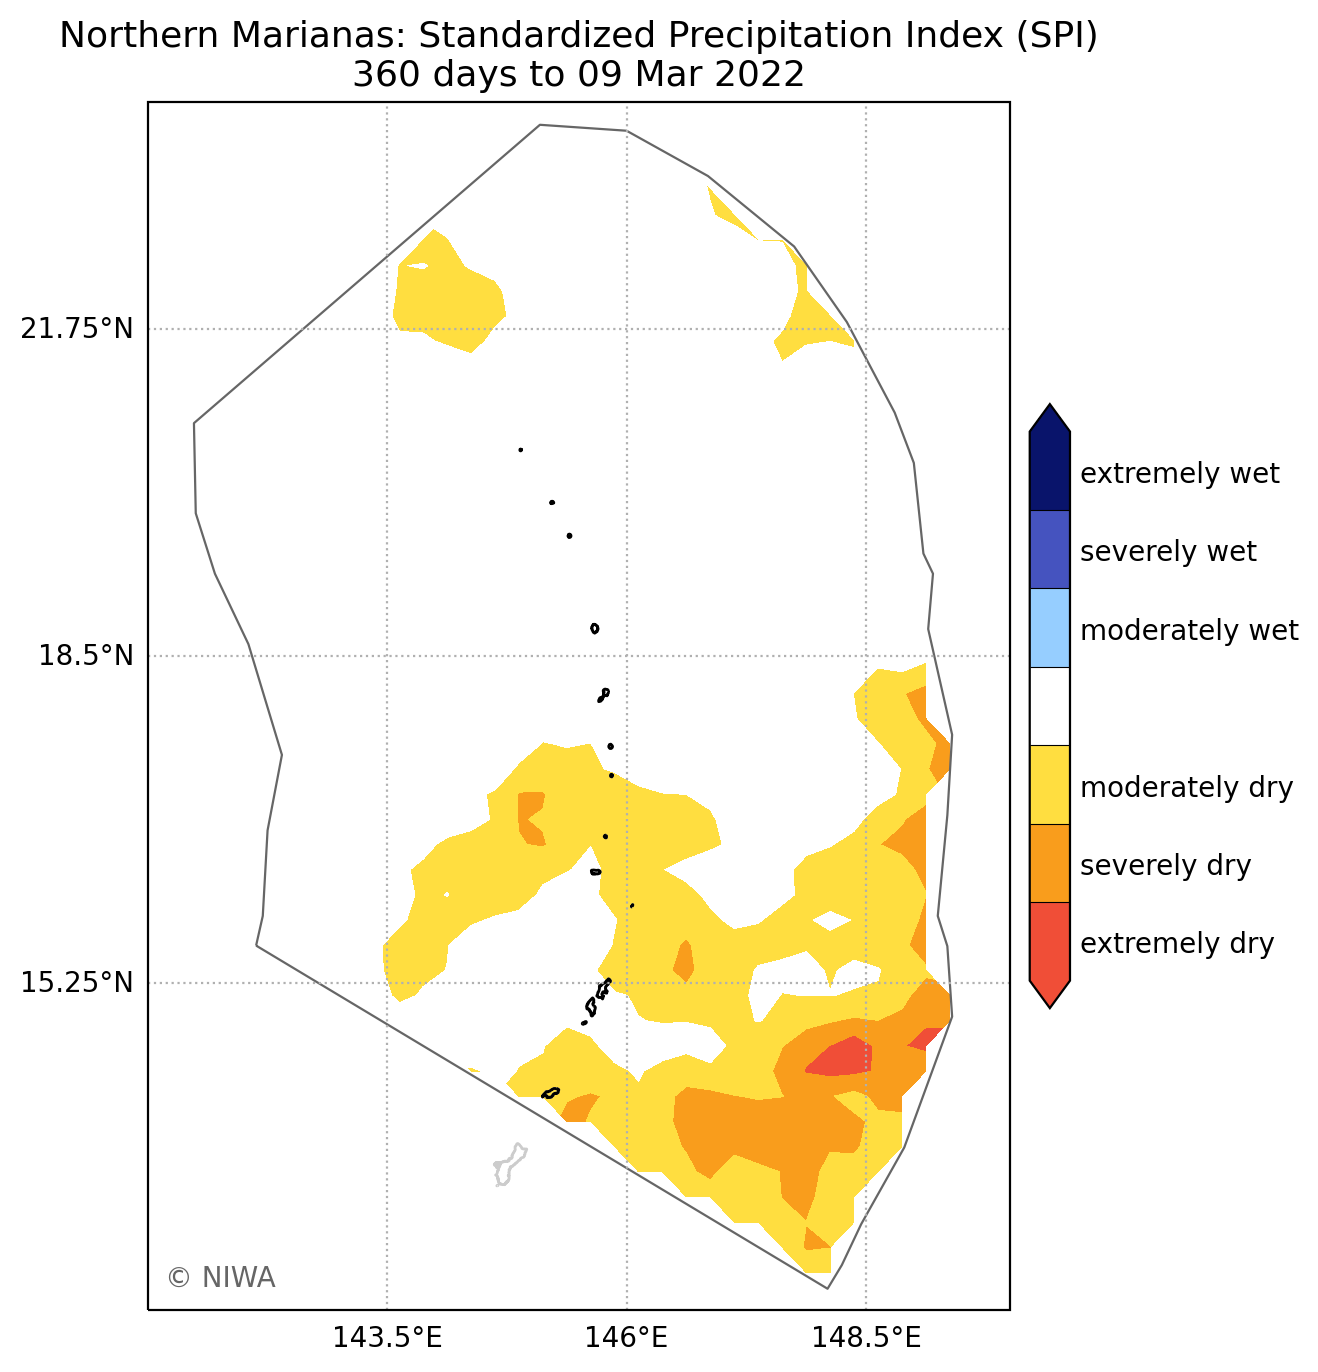 Northern Marianas: Standardized Precipitation Index (SPI)
360 days to 09 Mar 2022
21.75°N
18.5°N
15.25°N
143.5°E
146°E
148.5°E
extremely wet
severely wet
moderately wet
moderately dry
severely dry
extremely dry
© NIWA